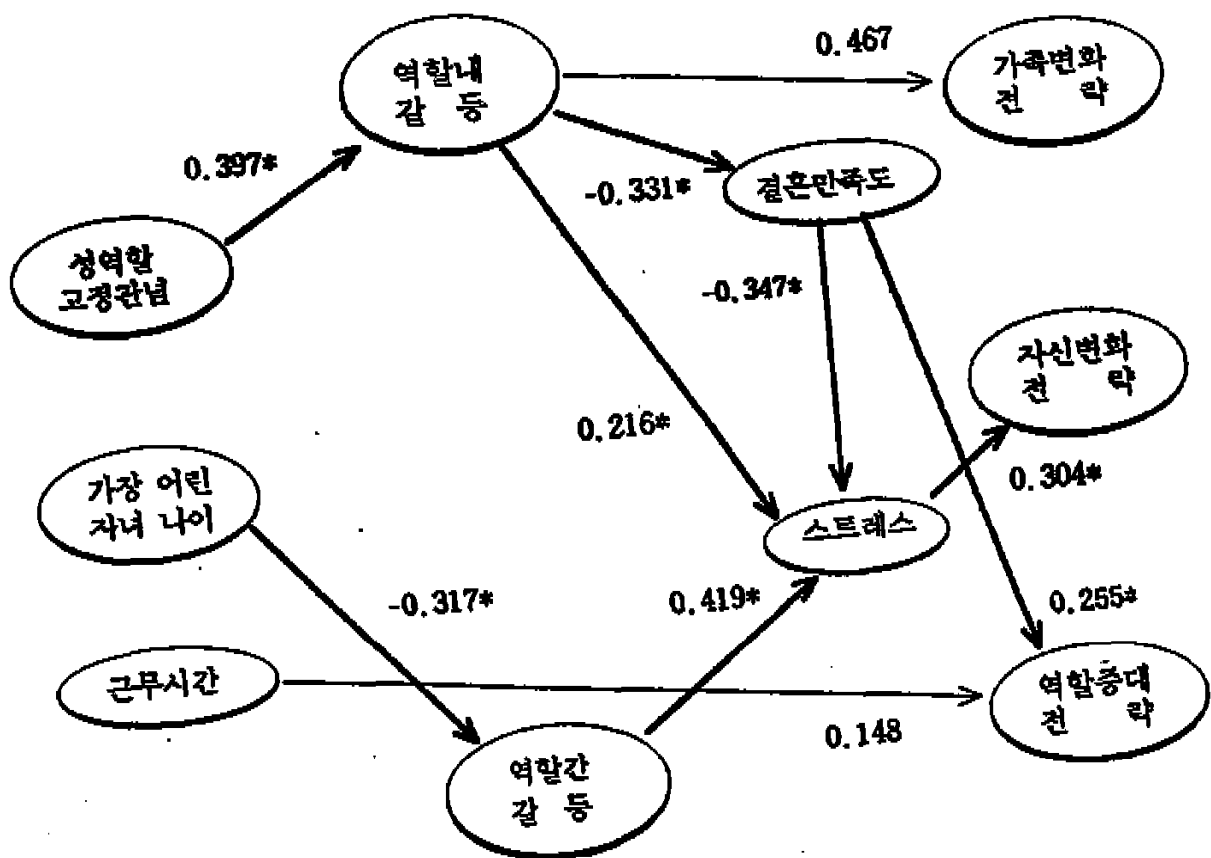 역할내
갈 등
0.467
가족변화
전 략
0.397*
-0.331*
결혼만족도
성역할
고정관념
-0.347*
자신변화
전 략
0.216*
0.304*
가장 어린
자녀 나이
스트레스
-0.317*
0.419*
0.255*
근무시간
역할증대
전 략
0.148
역할간
갈 등